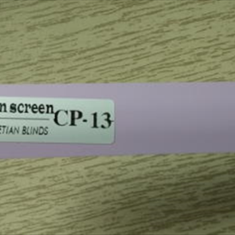 n screen CP-13
ETIAN BLINDS